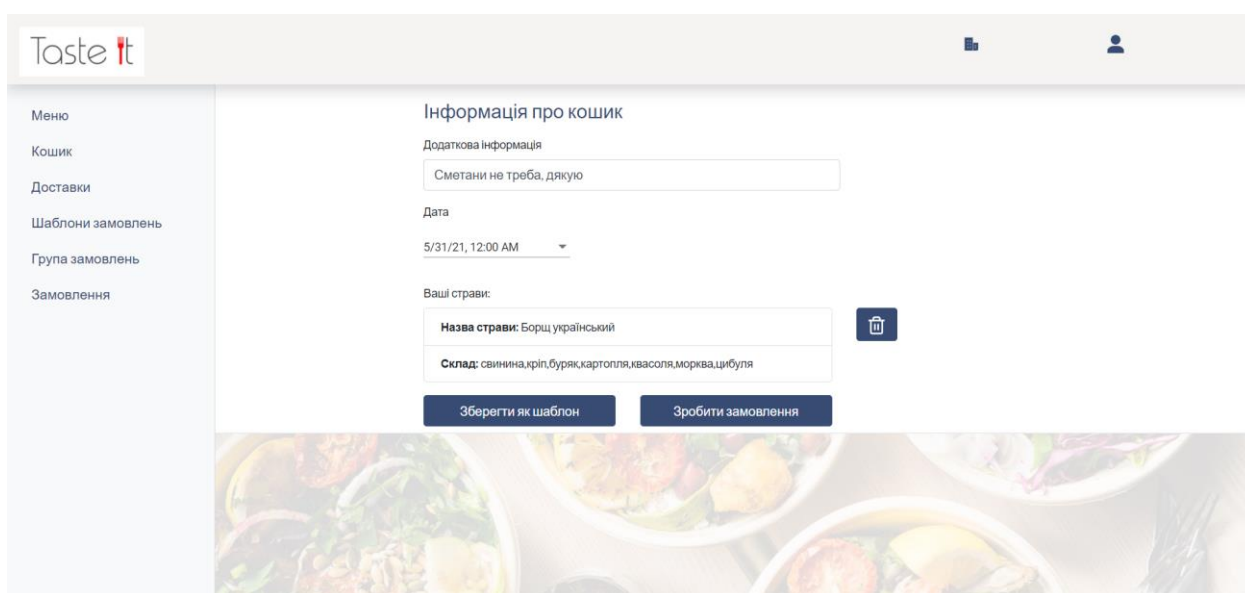 Taste it
Меню
Кошик
Доставки
Шаблони замовлень
Група замовлень
Замовлення
Інформація про кошик
Додаткова інформація
Сметани не треба, дякую
Дата
5/31/21, 12:00 AM
Ваші страви:
Назва страви: Борщ український
Склад: свинина,кріп,буряк,картопля,квасоля,морква,цибуля
Зберегти як шаблон
Зробити замовлення